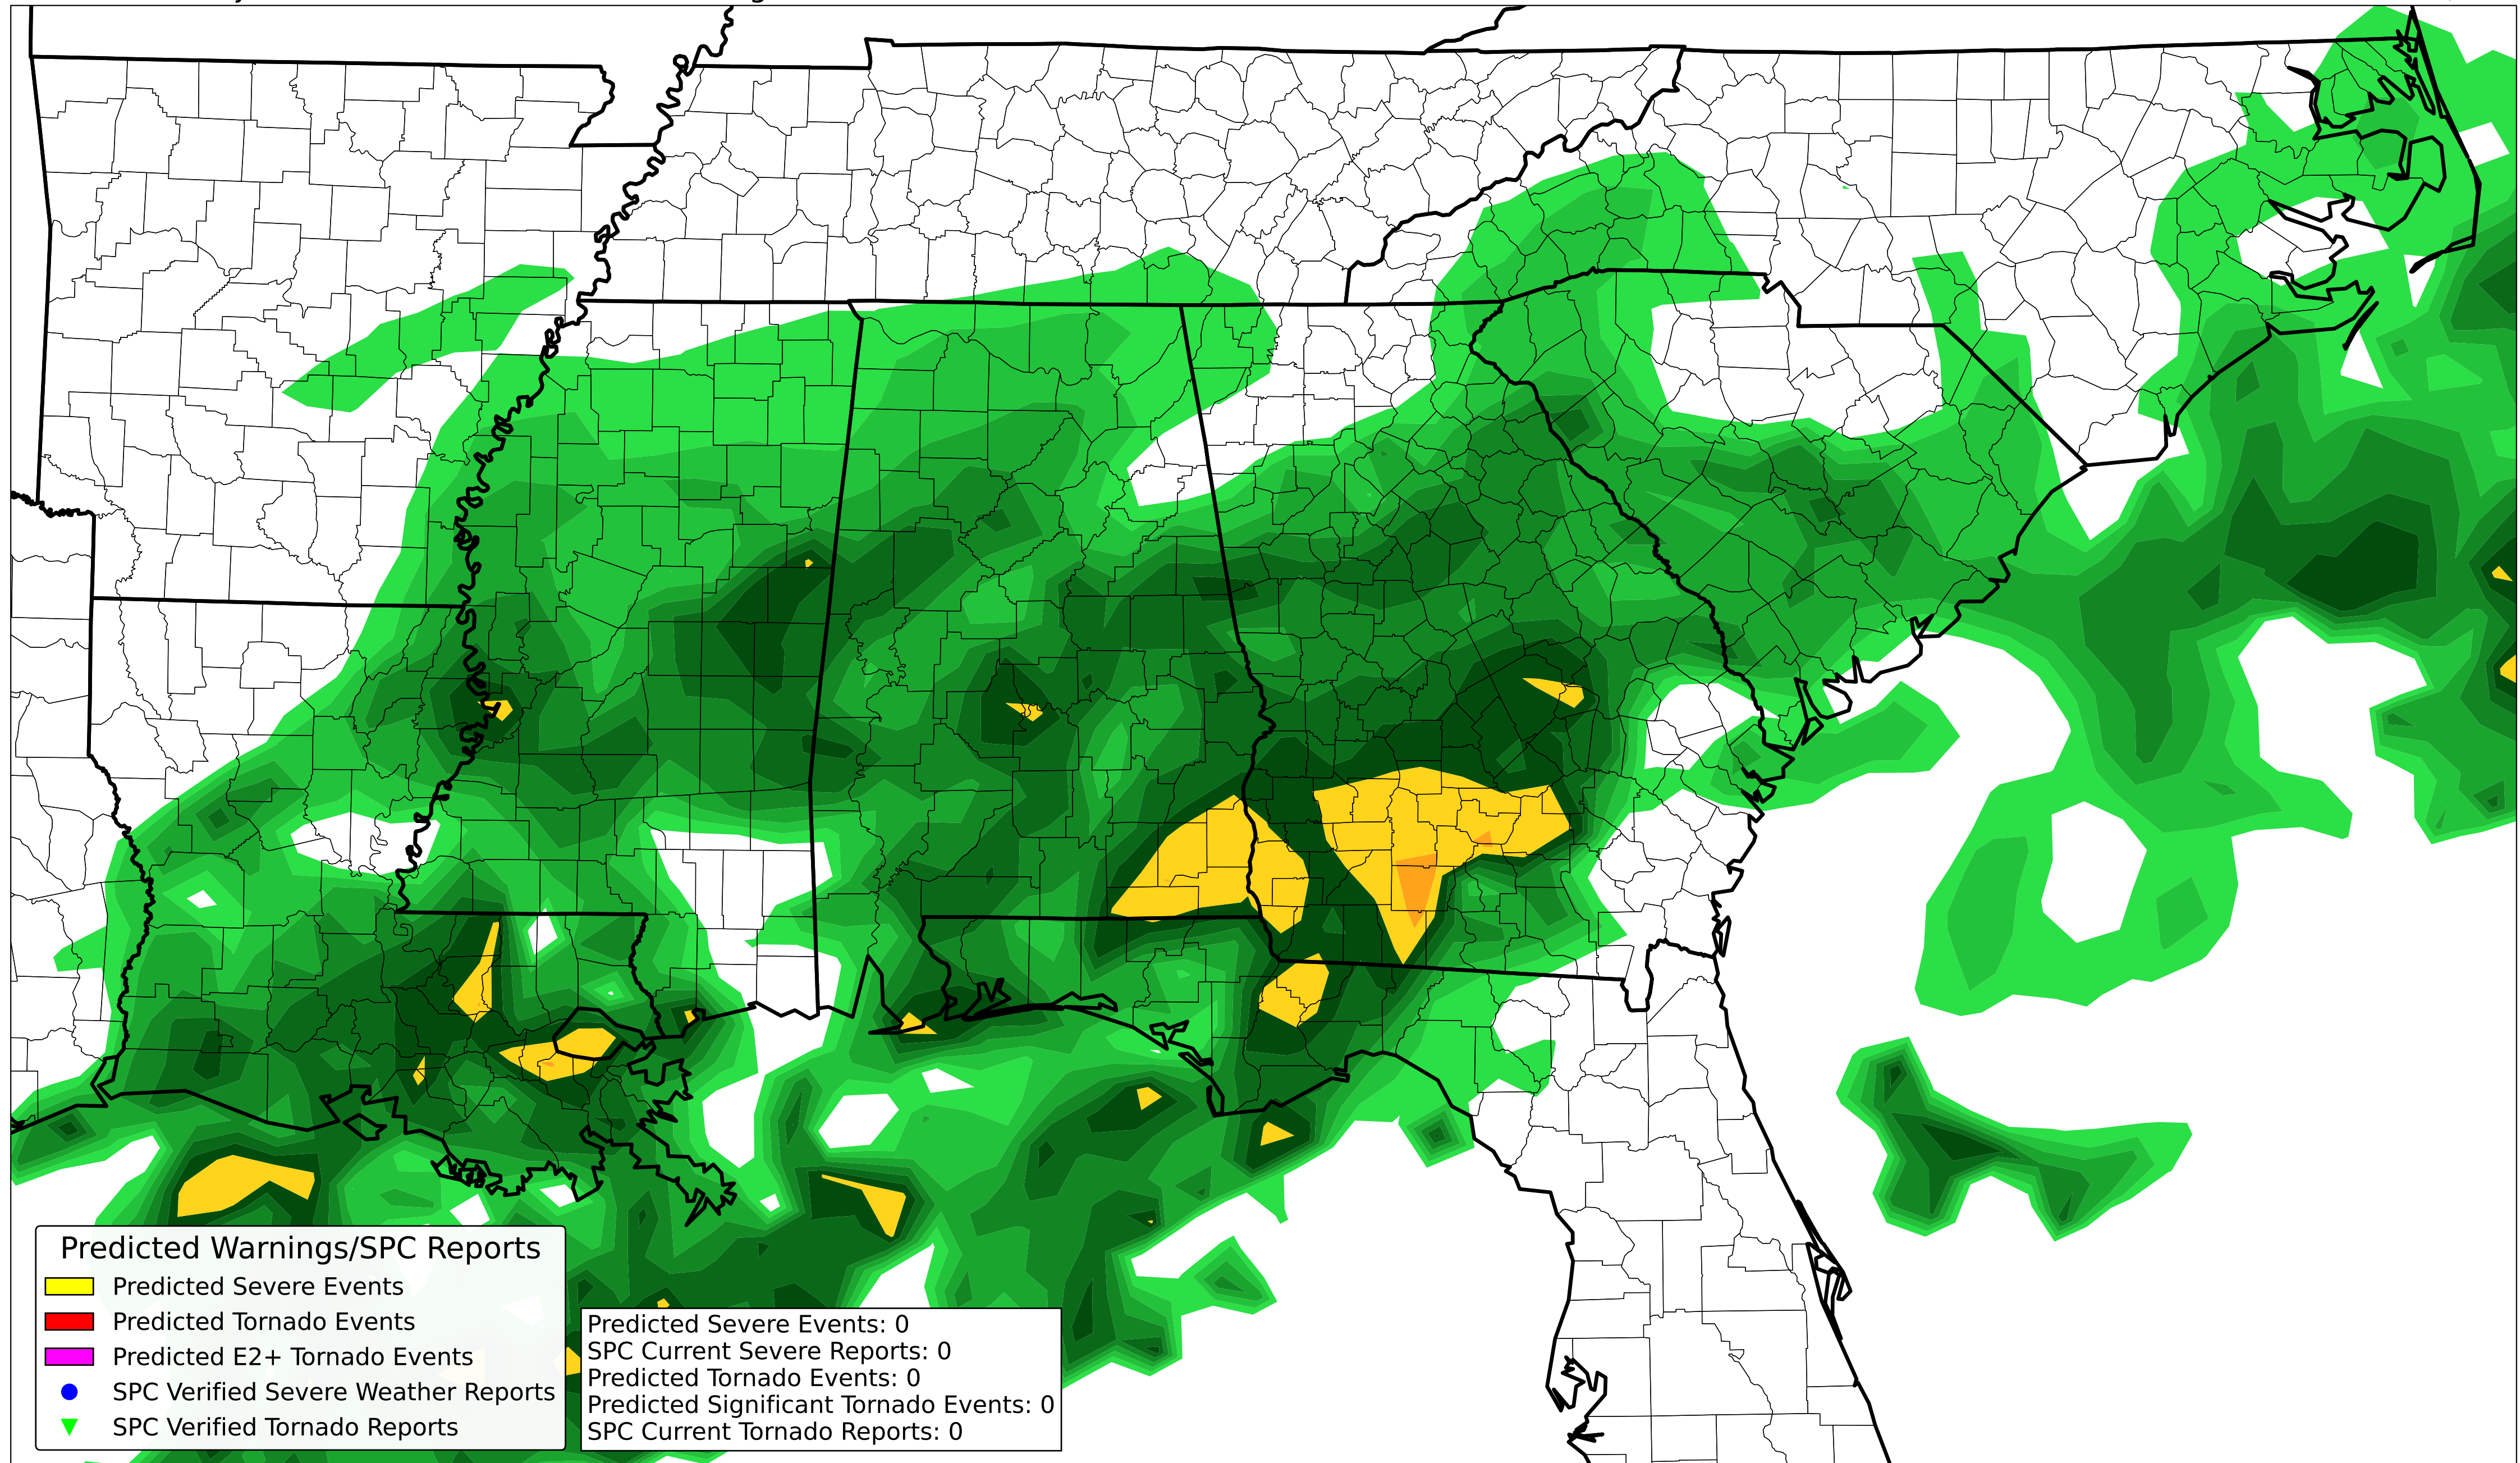 Predicted Warnings/SPC Reports
Predicted Severe Events
Predicted Tornado Events
Predicted E2+ Tornado Events
SPC Verified Severe Weather Reports
SPC Verified Tornado Reports
Predicted Severe Events: 0
SPC Current Severe Reports: 0
Predicted Tornado Events: 0
Predicted Significant Tornado Events: 0
SPC Current Tornado Reports: 0